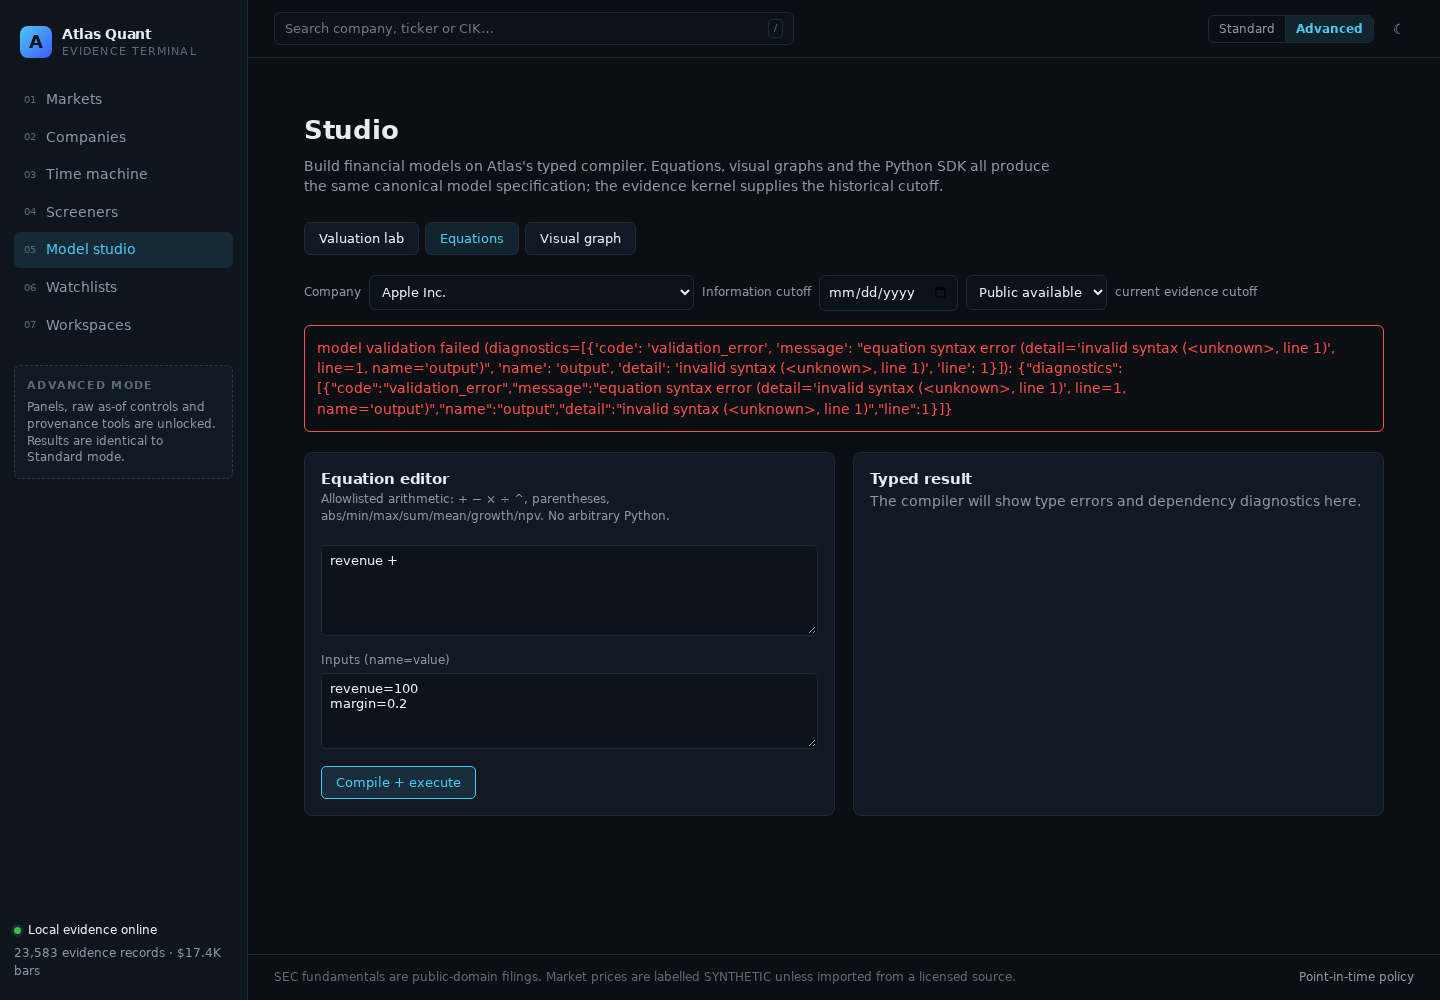 A
Atlas Quant
EVIDENCE TERMINAL
01 Markets
02 Companies
03 Time machine
04 Screeners
05 Model studio
06 Watchlists
07 Workspaces
ADVANCED MODE
Panels, raw as-of controls and
provenance tools are unlocked.
Results are identical to
Standard mode.
Local evidence online
23,583 evidence records · $17.4K
bars
Search company, ticker or CIK...
/
Standard
Advanced
Studio
Build financial models on Atlas's typed compiler. Equations, visual graphs and the Python SDK all produce
the same canonical model specification; the evidence kernel supplies the historical cutoff.
Valuation lab
Equations
Visual graph
Company
Apple Inc.
Information cutoff
mm/dd/yyyy
Public available
current evidence cutoff
model validation failed (diagnostics=[{'code': 'validation_error', 'message': "equation syntax error (detail='invalid syntax (<unknown>, line 1)',
line=1, name='output')", 'name': 'output', 'detail': 'invalid syntax (<unknown>, line 1)', 'line': 1}]): {"diagnostics":
[{"code":"validation_error","message":"equation syntax error (detail='invalid syntax (<unknown>, line 1)', line=1,
name='output')","name":"output","detail":"invalid syntax (<unknown>, line 1)","line":1}]}
Equation editor
Allowlisted arithmetic: + − × ÷ ^, parentheses,
abs/min/max/sum/mean/growth/npv. No arbitrary Python.
revenue +
Inputs (name=value)
revenue=100
margin=0.2
Compile + execute
Typed result
The compiler will show type errors and dependency diagnostics here.
SEC fundamentals are public-domain filings. Market prices are labelled SYNTHETIC unless imported from a licensed source.
Point-in-time policy